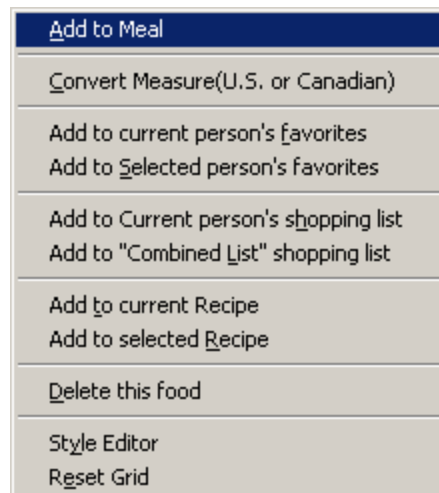 Add to Meal
Convert Measure(U.S. or Canadian)
Add to current person's favorites
Add to Selected person's favorites
Add to Current person's shopping list
Add to "Combined List" shopping list
Add to current Recipe
Add to selected Recipe
Delete this food
Style Editor
Reset Grid